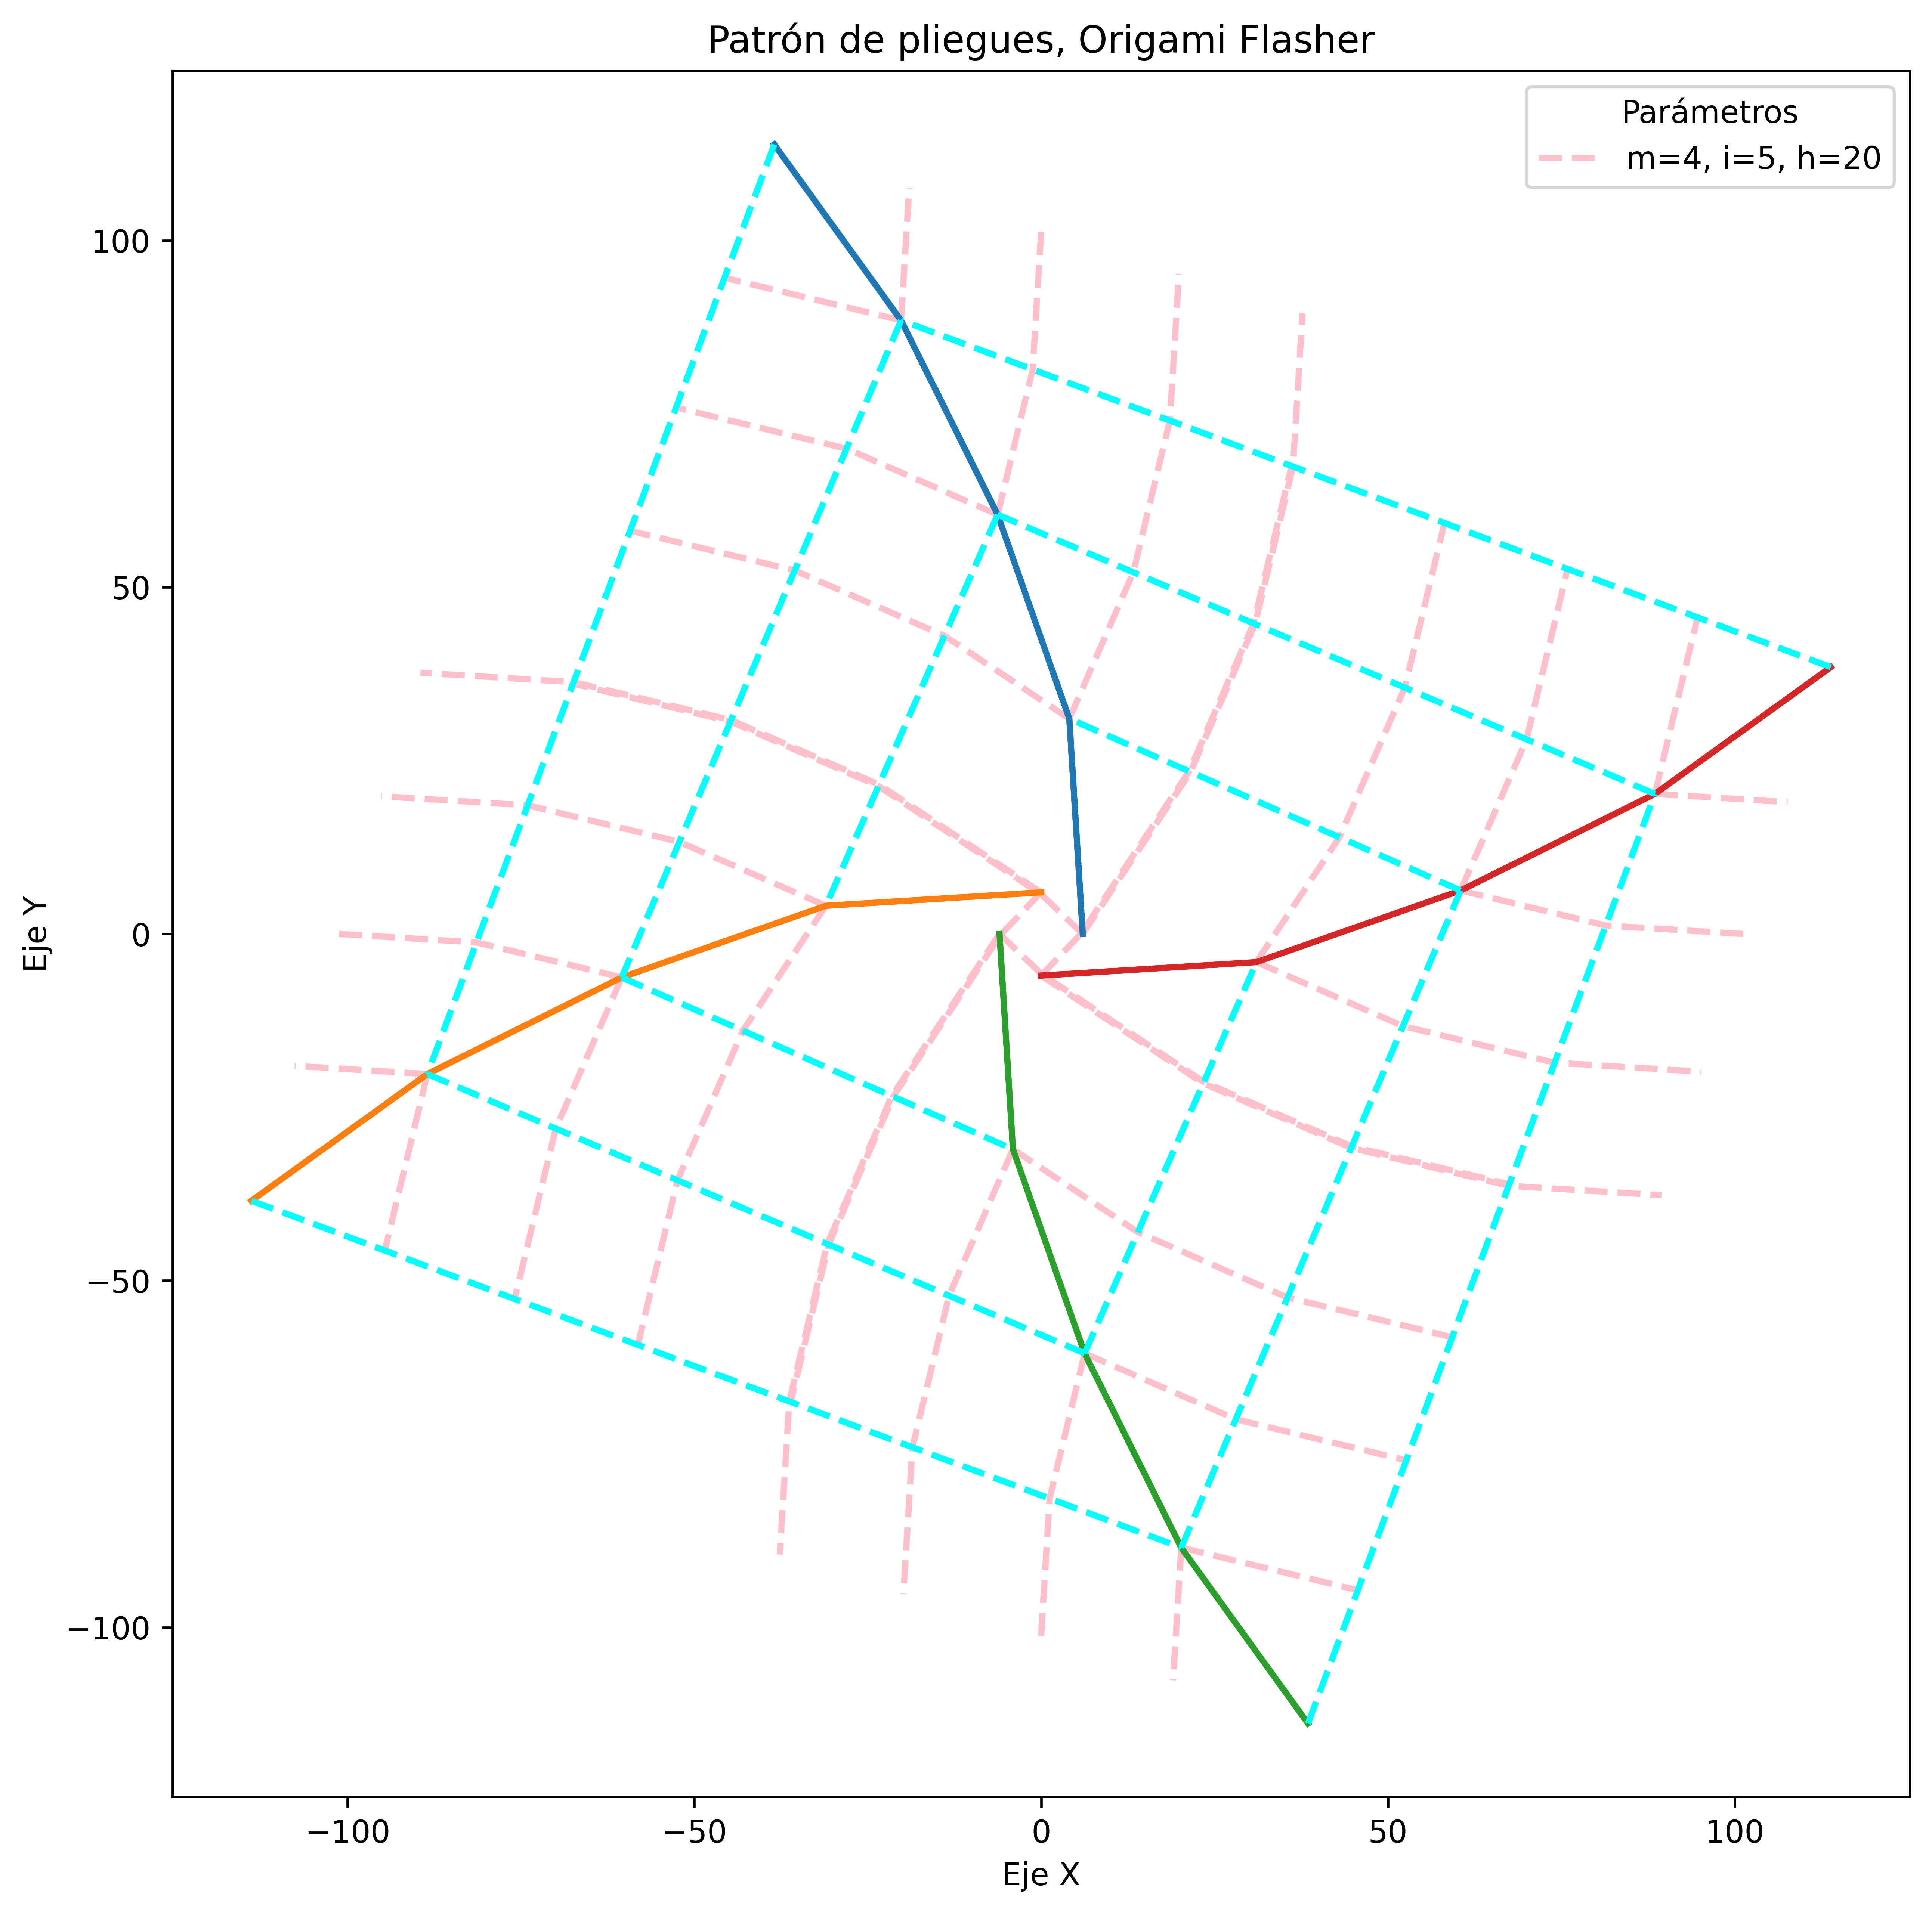 Patrón de pliegues, Origami Flasher
Parámetros
m=4, i=5, h=20
100
50
0
−50
−100
Eje Y
−100
−50
0
50
100
Eje X